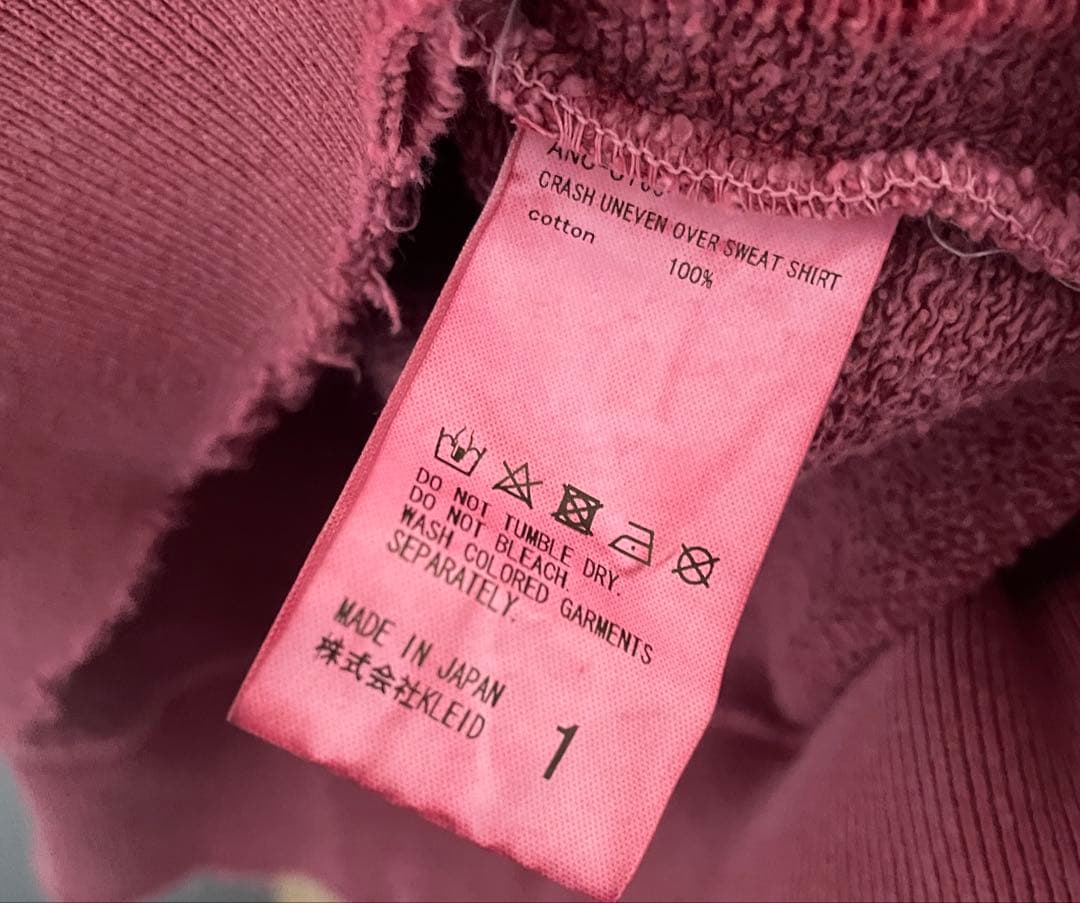 CRASH UNEVEN OVER SWEAT SHIRT
cotton 100%
DO NOT TUMBLE DRY.
DO NOT BLEACH.
WASH COLORED GARMENTS
SEPARATELY.
MADE IN JAPAN
株式会社KLEID
1